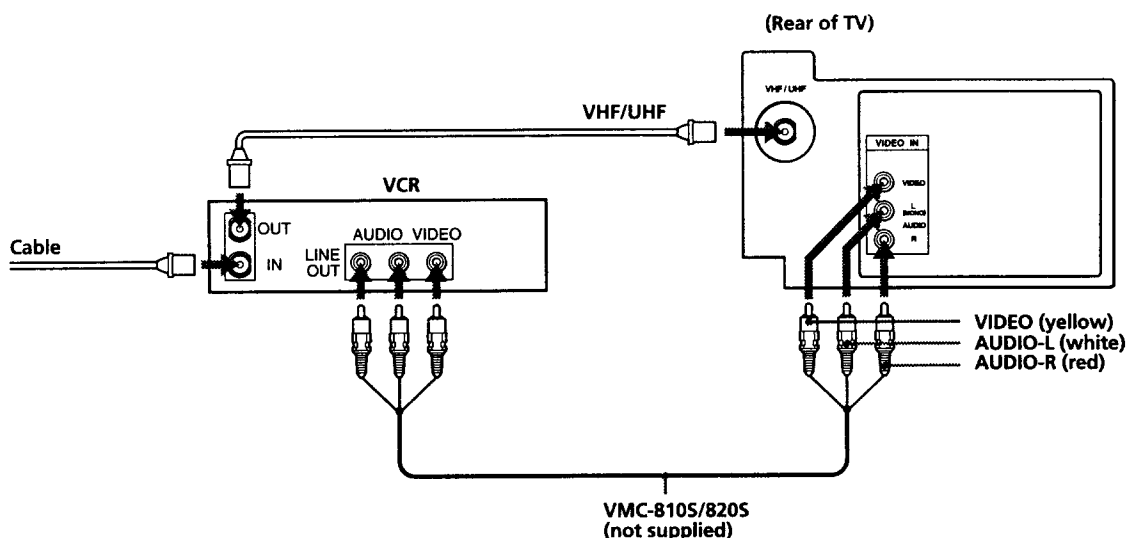 (Rear of TV)
VHF/UHF
VHF/UHF
VIDEO IN
VIDEO
L
(MONO)
AUDIO
R
VCR
Cable
OUT
IN
AUDIO VIDEO
LINE
OUT
VIDEO (yellow)
AUDIO-L (white)
AUDIO-R (red)
VMC-810S/820S
(not supplied)